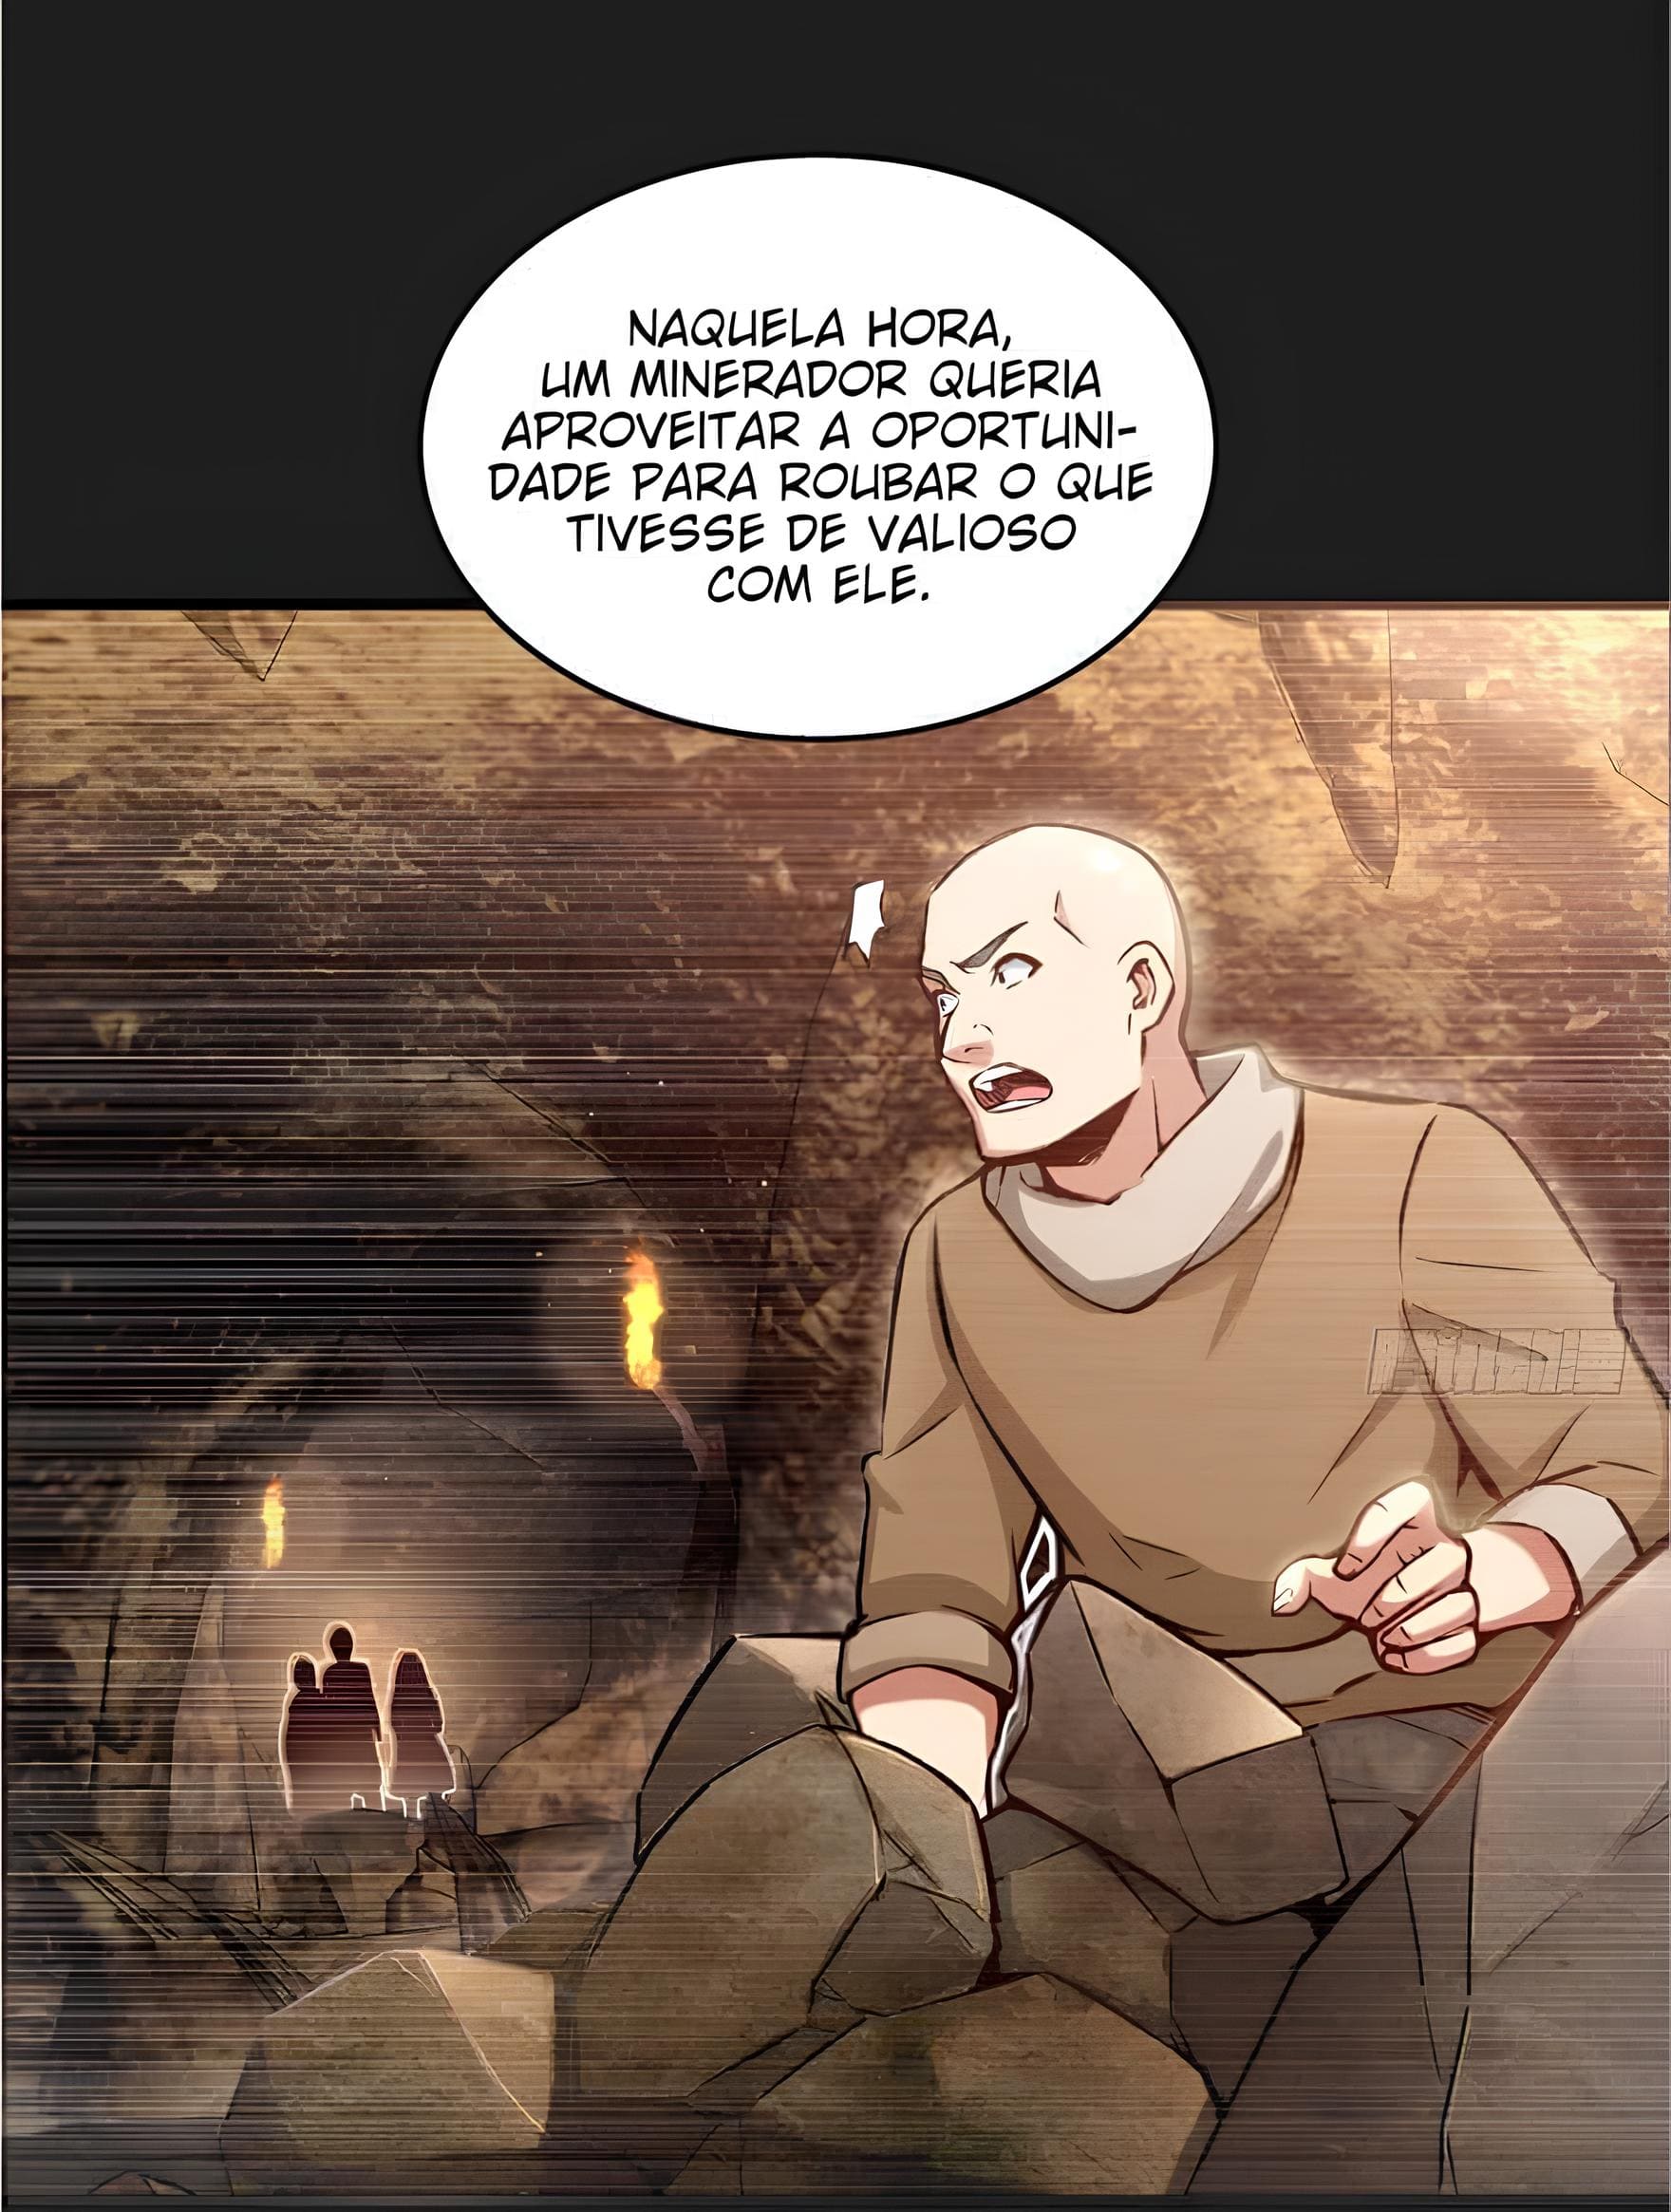 NAQUELA HORA,
UM MINERADOR QUERIA
APROVEITAR A OPORTUNI-
DADE PARA ROUBAR O QUE
TIVESSE DE VALIOSO
COM ELE.